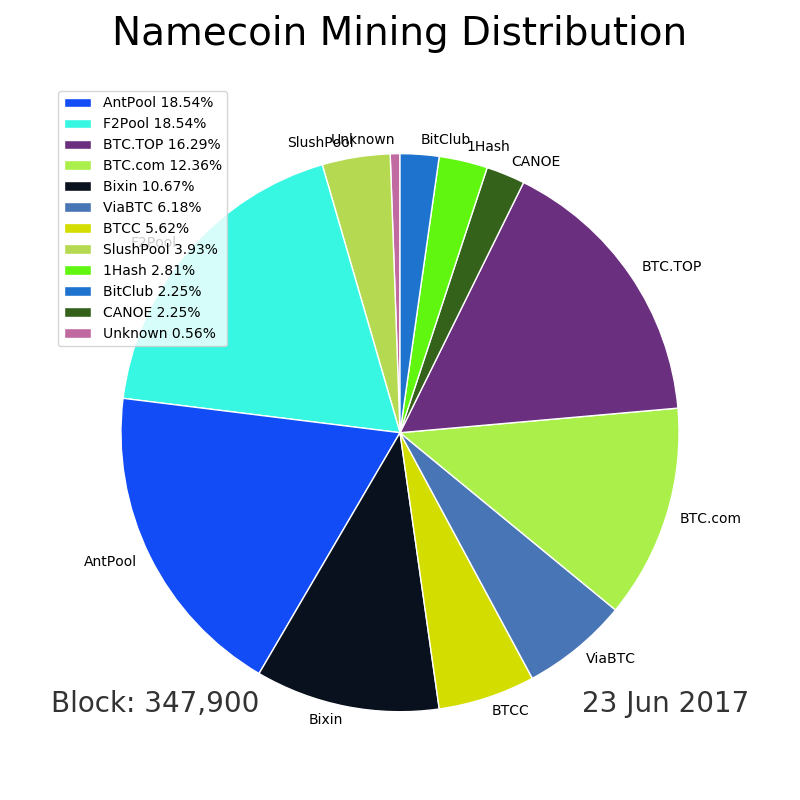 Namecoin Mining Distribution
AntPool 18.54%
F2Pool 18.54%
BTC.TOP 16.29%
BTC.com 12.36%
Bixin 10.67%
ViaBTC 6.18%
BTCC 5.62%
SlushPool 3.93%
1Hash 2.81%
BitClub 2.25%
CANOE 2.25%
Unknown 0.56%
SlushPool
Unknown
BitClub
1Hash
CANOE
F2Pool
BTC.TOP
BTC.com
AntPool
ViaBTC
BTCC
Bixin
Block: 347,900
23 Jun 2017